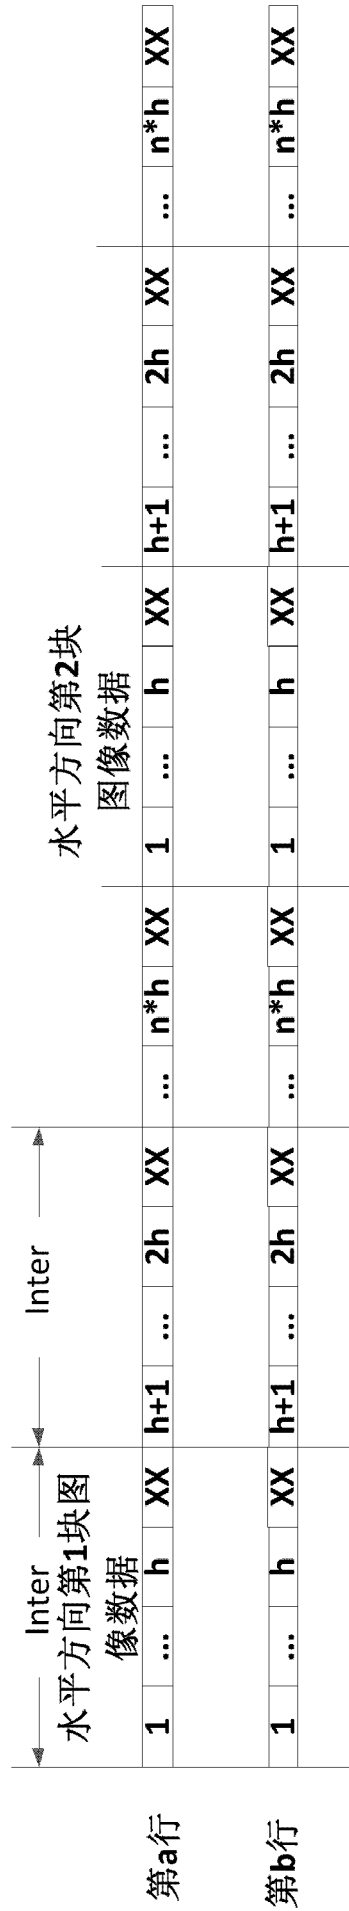 Inter Inter
水平方向第1块图
像数据
水平方向第2块
图像数据
第a行 1 ... h XX h+1 ... 2h XX ... n*h XX 1 ... h XX h+1 ... 2h XX ... n*h XX
第b行 1 ... h XX h+1 ... 2h XX ... n*h XX 1 ... h XX h+1 ... 2h XX ... n*h XX